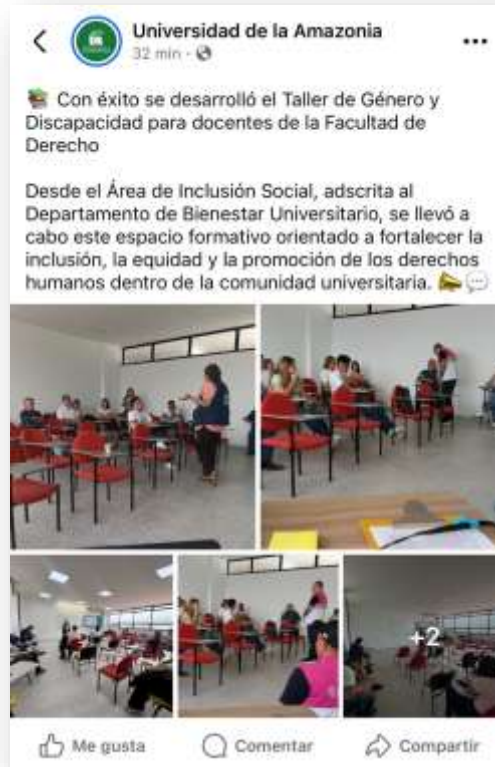 Universidad de la Amazonia
32 min ·
Con éxito se desarrolló el Taller de Género y
Discapacidad para docentes de la Facultad de
Derecho
Desde el Área de Inclusión Social, adscrita al
Departamento de Bienestar Universitario, se llevó a
cabo este espacio formativo orientado a fortalecer la
inclusión, la equidad y la promoción de los derechos
humanos dentro de la comunidad universitaria.
+2
Me gusta
Comentar
Compartir